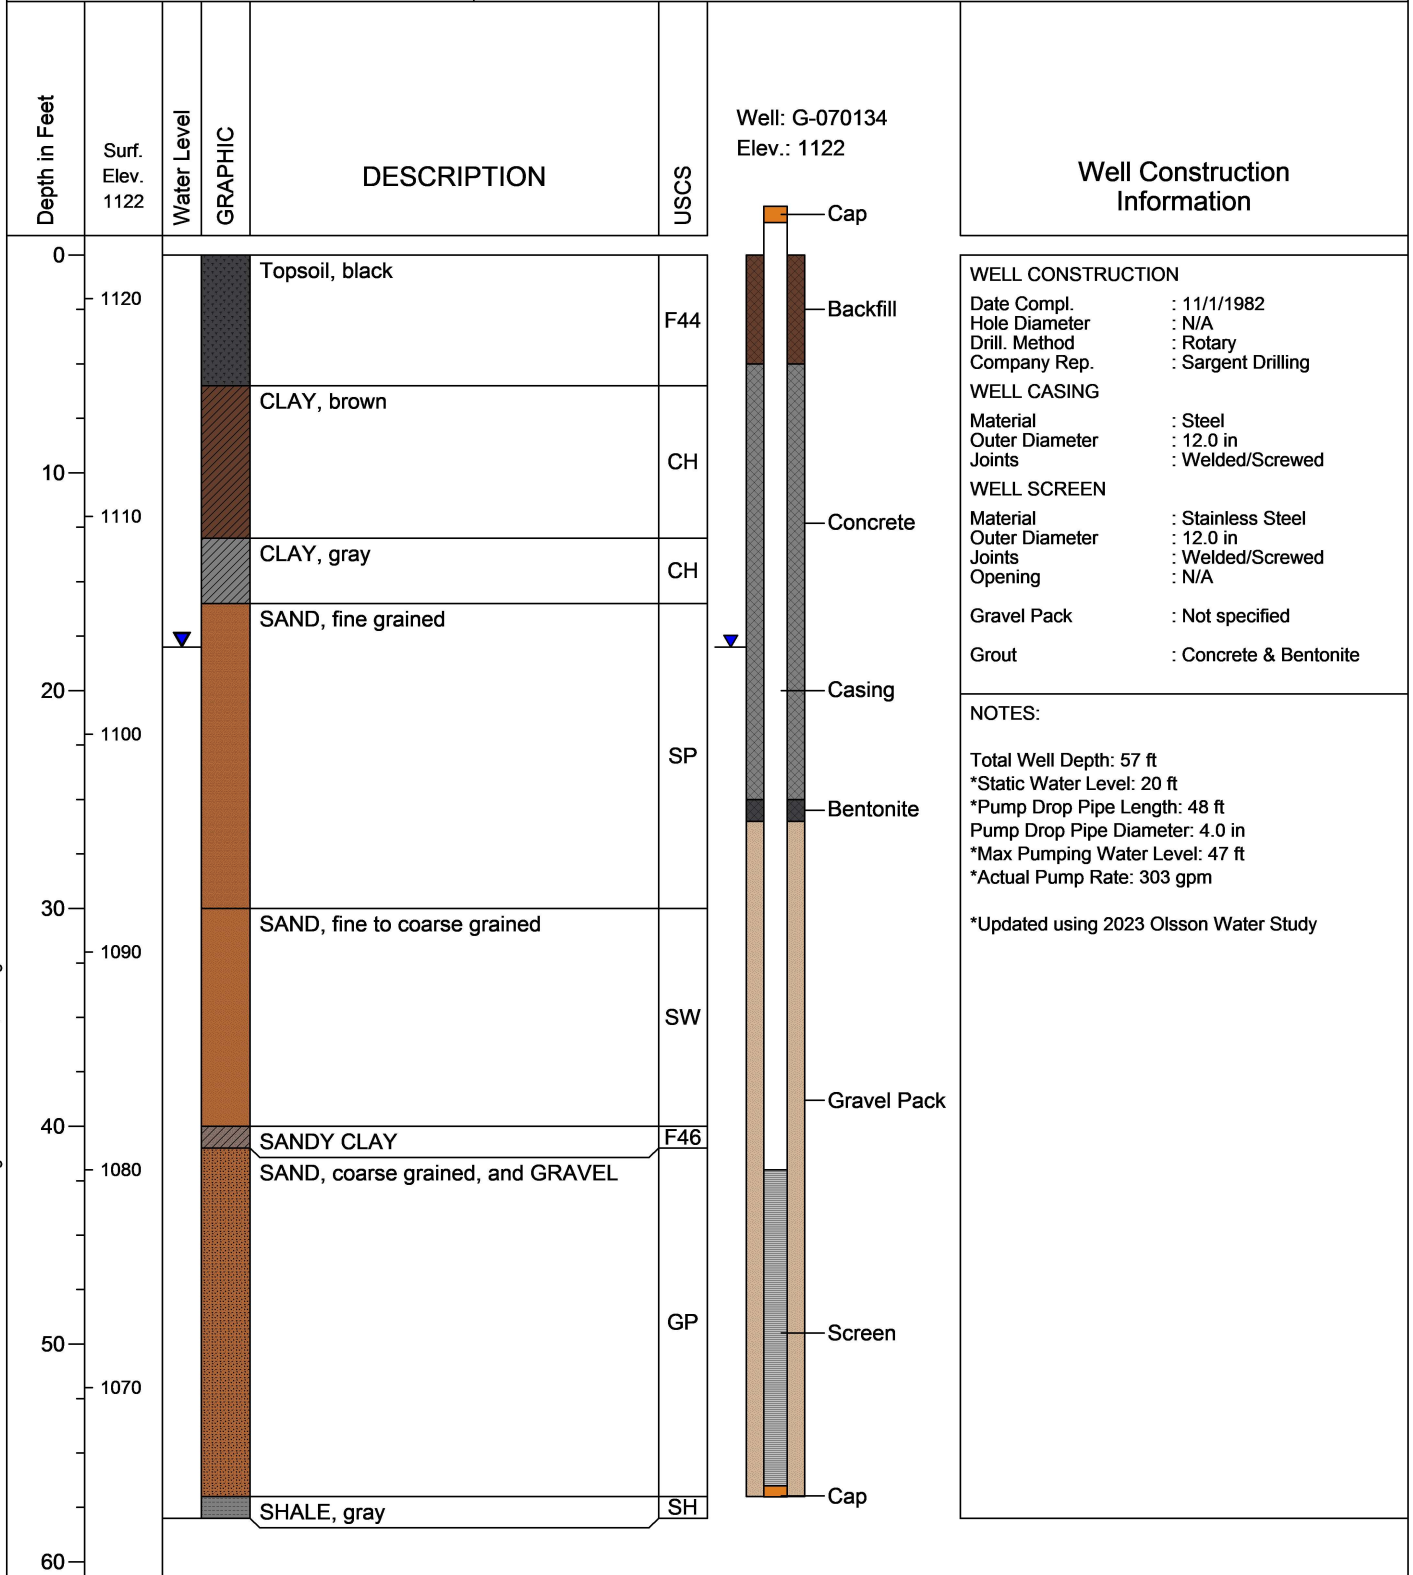 Depth in Feet
Surf.
Elev.
1122
Water Level
GRAPHIC
DESCRIPTION
USCS
Well: G-070134
Elev.: 1122
Well Construction
Information
Cap
0
10
20
30
40
50
60
1120
1110
1100
1090
1080
1070
Topsoil, black
F44
CLAY, brown
CH
CLAY, gray
CH
SAND, fine grained
SP
SAND, fine to coarse grained
SW
SANDY CLAY
F46
SAND, coarse grained, and GRAVEL
GP
SHALE, gray
SH
Backfill
Concrete
Casing
Bentonite
Gravel Pack
Screen
Cap
WELL CONSTRUCTION
Date Compl. : 11/1/1982
Hole Diameter : N/A
Drill. Method : Rotary
Company Rep. : Sargent Drilling
WELL CASING
Material : Steel
Outer Diameter : 12.0 in
Joints : Welded/Screwed
WELL SCREEN
Material : Stainless Steel
Outer Diameter : 12.0 in
Joints : Welded/Screwed
Opening : N/A
Gravel Pack : Not specified
Grout : Concrete & Bentonite
NOTES:
Total Well Depth: 57 ft
*Static Water Level: 20 ft
*Pump Drop Pipe Length: 48 ft
Pump Drop Pipe Diameter: 4.0 in
*Max Pumping Water Level: 47 ft
*Actual Pump Rate: 303 gpm
*Updated using 2023 Olsson Water Study